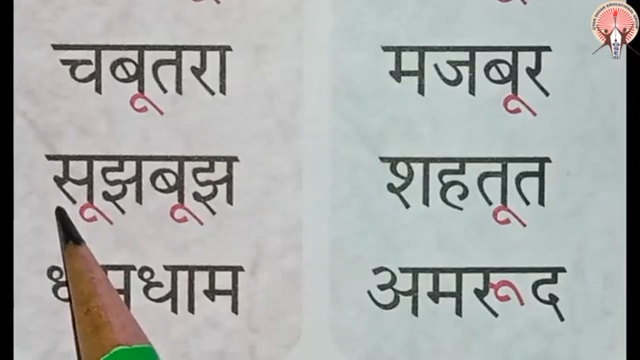 चबूतरा मजबूर
सूझबूझ शहतूत
अमरूद